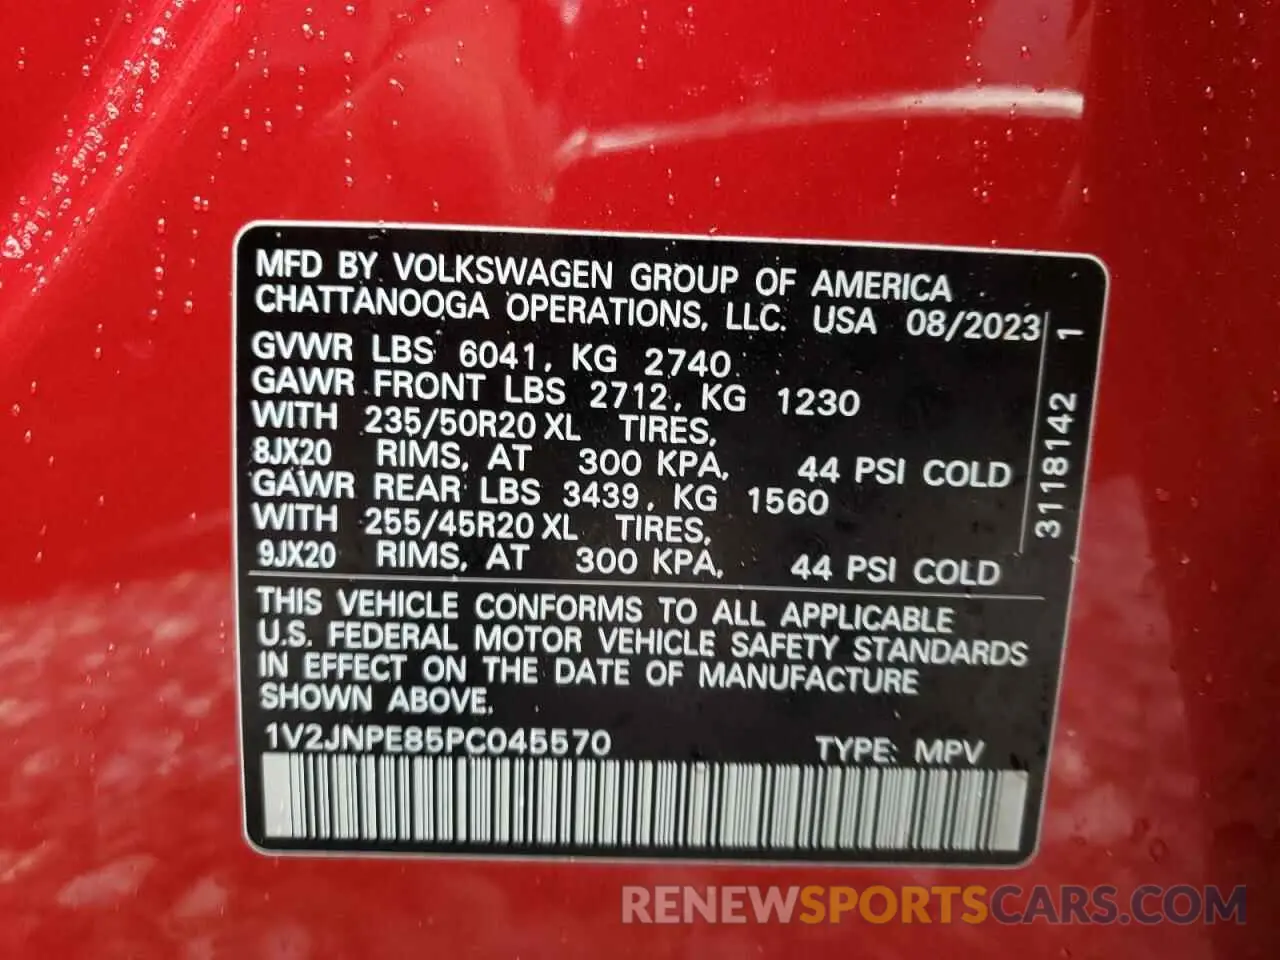 MFD BY VOLKSWAGEN GROUP OF AMERICA
CHATTANOOGA OPERATIONS, LLC. USA 08/2023
GVWR LBS 6041, KG 2740
GAWR FRONT LBS 2712, KG 1230
WITH 235/50R20 XL TIRES,
8JX20 RIMS, AT 300 KPA, 44 PSI COLD
GAWR REAR LBS 3439, KG 1560
WITH 255/45R20 XL TIRES,
9JX20 RIMS, AT 300 KPA, 44 PSI COLD
3118142 1
THIS VEHICLE CONFORMS TO ALL APPLICABLE
U.S. FEDERAL MOTOR VEHICLE SAFETY STANDARDS
IN EFFECT ON THE DATE OF MANUFACTURE
SHOWN ABOVE.
1V2JNPE85PC045570 TYPE: MPV
RENEWSPORTSCARS.COM